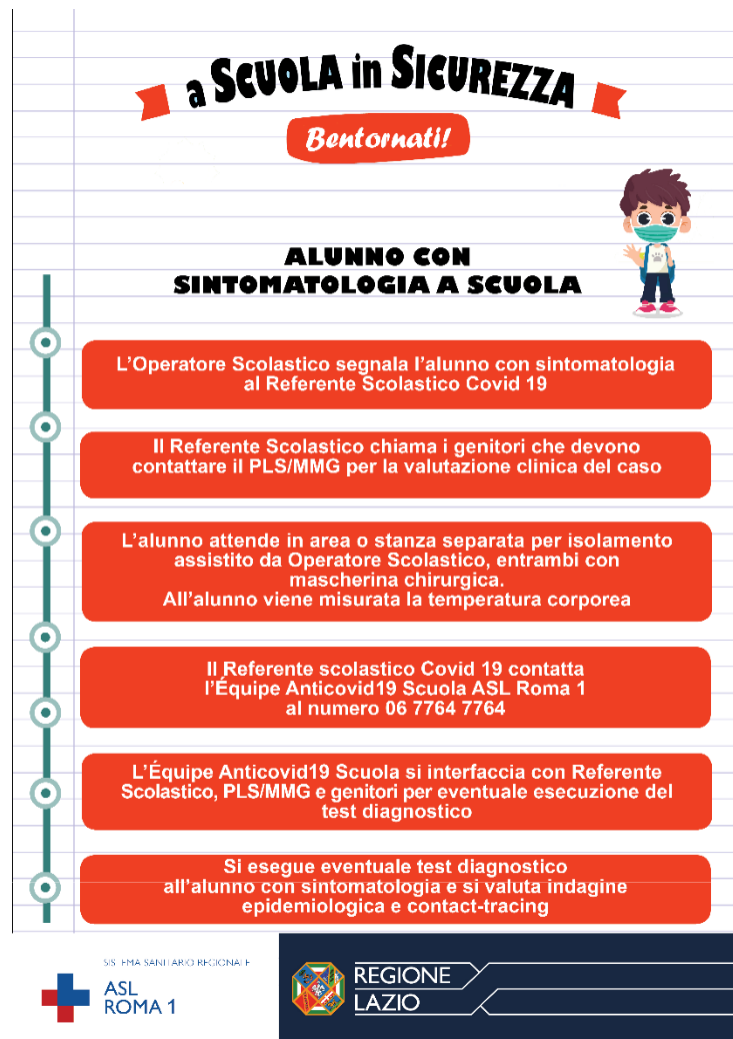 a SCUOLA in SICUREZZA
Bentornati!
ALUNNO CON
SINTOMATOLOGIA A SCUOLA
L'Operatore Scolastico segnala l'alunno con sintomatologia
al Referente Scolastico Covid 19
Il Referente Scolastico chiama i genitori che devono
contattare il PLS/MMG per la valutazione clinica del caso
L'alunno attende in area o stanza separata per isolamento
assistito da Operatore Scolastico, entrambi con
mascherina chirurgica.
All'alunno viene misurata la temperatura corporea
Il Referente scolastico Covid 19 contatta
l'Équipe Anticovid19 Scuola ASL Roma 1
al numero 06 7764 7764
L'Équipe Anticovid19 Scuola si interfaccia con Referente
Scolastico, PLS/MMG e genitori per eventuale esecuzione del
test diagnostico
Si esegue eventuale test diagnostico
all'alunno con sintomatologia e si valuta indagine
epidemiologica e contact-tracing
SISTEMA SANITARIO REGIONALE
ASL
ROMA 1
REGIONE
LAZIO